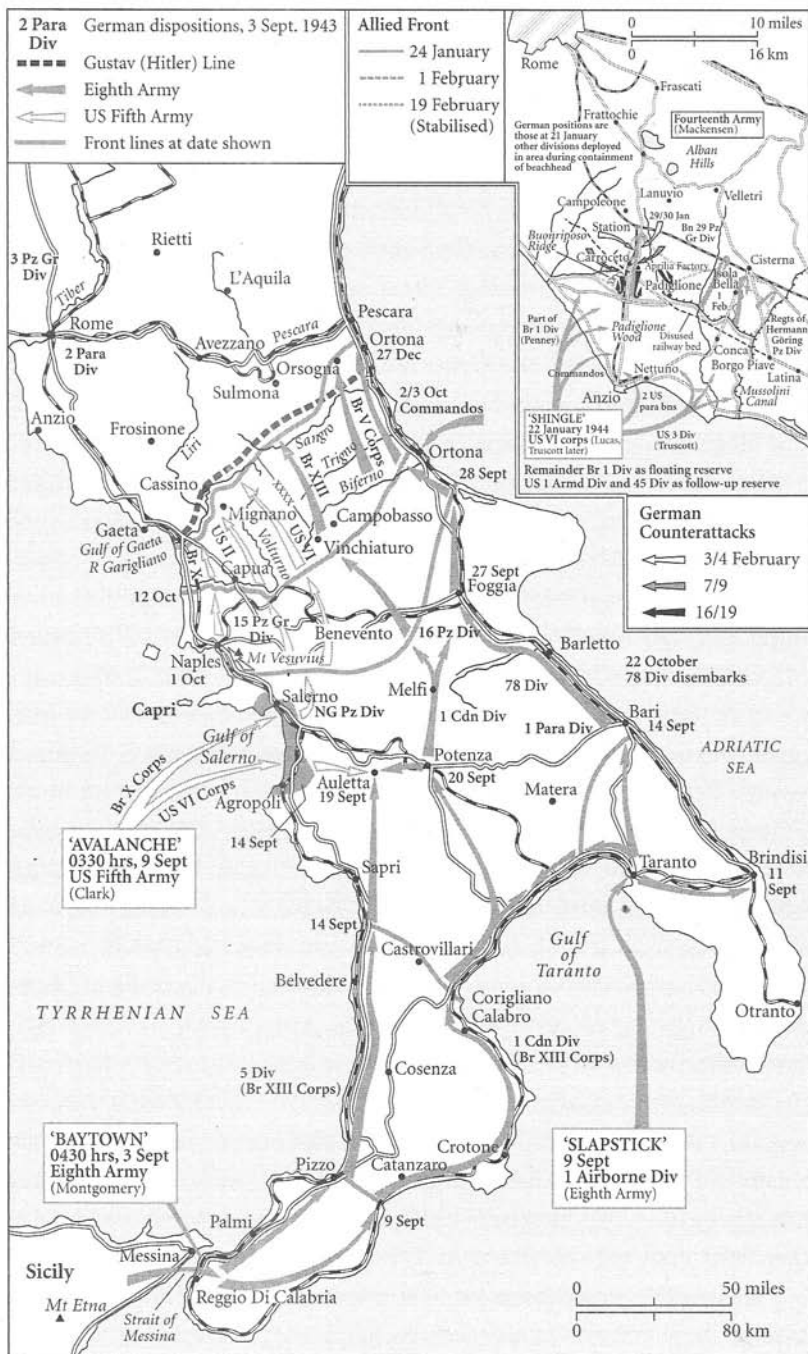 2 Para
Div
German dispositions, 3 Sept. 1943
Gustav (Hitler) Line
Eighth Army
US Fifth Army
Front lines at date shown
Allied Front
24 January
1 February
19 February
(Stabilised)
0 10 miles
0 16 km
Rome
Frascati
Frattochie
German positions are
those at 21 January
other divisions deployed
in area during containment
of beachhead
Fourteenth Army
(Mackensen)
Alban
Hills
Lanuvio
Velletri
Campoleone
29/30 Jan
Station
Bn 29 Pz
Gr Div
Buonriposo
Ridge
Cisterna
Carroceto
Aprilia Factory
Isola
Bella
1
Feb
Padiglione
Part of
Br 1 Div
(Penney)
Padiglione
Wood
Disused
railway bed
Regts of
Hermann
Göring
Pz Div
Conca
Borgo Piave
Latina
Commandos
Nettuno
Anzio
2 US
para bns
Mussolini
Canal
'SHINGLE'
22 January 1944
US VI corps (Lucas,
Truscott later)
US 3 Div
(Truscott)
Remainder Br 1 Div as floating reserve
US 1 Armd Div and 45 Div as follow-up reserve
German
Counterattacks
3/4 February
7/9
16/19
3 Pz Gr
Div
Rietti
Tiber
L'Aquila
Pescara
Rome
Avezzano
Pescara
Ortona
27 Dec
2 Para
Div
Orsogna
Sulmona
2/3 Oct
Commandos
Anzio
Frosinone
Liri
Sangro
Trigno
Biferno
Br V Corps
Br XIII
Ortona
28 Sept
Cassino
xxxx
Mignano
Campobasso
Gaeta
Gulf of Gaeta
R Garigliano
US II
Volturno
US VI
Vinchiaturo
Br X
Capua
27 Sept
Foggia
12 Oct
15 Pz Gr
Div
Benevento
16 Pz Div
Mt Vesuvius
Naples
1 Oct
Barletto
22 October
78 Div disembarks
Capri
Salerno
NG Pz Div
Melfi
78 Div
1 Cdn Div
1 Para Div
Bari
14 Sept
ADRIATIC
SEA
Gulf of
Salerno
Potenza
20 Sept
Br X Corps
US VI Corps
Auletta
19 Sept
Matera
Agropoli
14 Sept
'AVALANCHE'
0330 hrs, 9 Sept
US Fifth Army
(Clark)
Sapri
Taranto
Brindisi
11
Sept
14 Sept
Castrovillari
Gulf
of
Taranto
Belvedere
Corigliano
Calabro
Otranto
TYRRHENIAN SEA
1 Cdn Div
(Br XIII Corps)
Cosenza
5 Div
(Br XIII Corps)
'BAYTOWN'
0430 hrs, 3 Sept
Eighth Army
(Montgomery)
Crotone
'SLAPSTICK'
9 Sept
1 Airborne Div
(Eighth Army)
Pizzo
Catanzaro
Palmi
9 Sept
Messina
Sicily
Reggio Di Calabria
Mt Etna
Strait of
Messina
0 50 miles
0 80 km